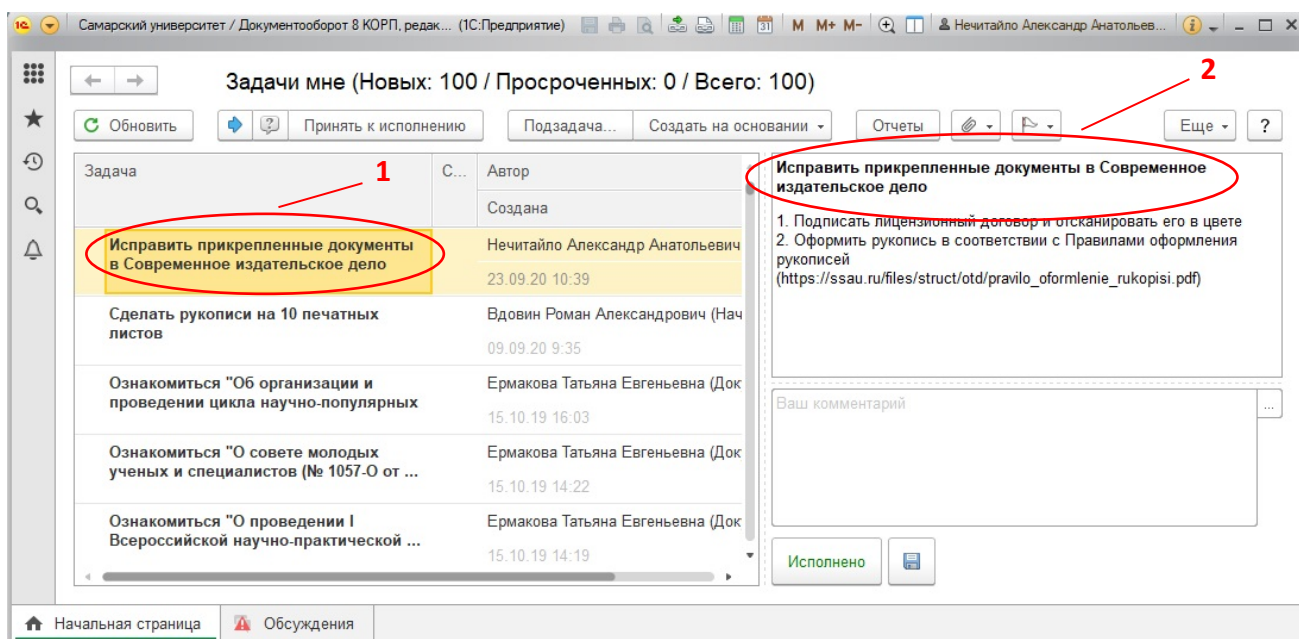 Самарский университет / Документооборот 8 КОРП, редак... (1С:Предприятие)
M M+ M-
Нечитайло Александр Анатольев...
Задачи мне (Новых: 100 / Просроченных: 0 / Всего: 100)
2
Обновить
Принять к исполнению
Подзадача...
Создать на основании
Отчеты
Еще
?
Задача
1
С...
Автор
Создана
Исправить прикрепленные документы
в Современное издательское дело
Нечитайло Александр Анатольевич
23.09.20 10:39
Сделать рукописи на 10 печатных
листов
Вдовин Роман Александрович (Нач
09.09.20 9:35
Ознакомиться "Об организации и
проведении цикла научно-популярных
Ермакова Татьяна Евгеньевна (Док
15.10.19 16:03
Ознакомиться "О совете молодых
ученых и специалистов (№ 1057-О от ...
Ермакова Татьяна Евгеньевна (Док
15.10.19 14:22
Ознакомиться "О проведении I
Всероссийской научно-практической ...
Ермакова Татьяна Евгеньевна (Док
15.10.19 14:19
Исправить прикрепленные документы в Современное
издательское дело
1. Подписать лицензионный договор и отсканировать его в цвете
2. Оформить рукопись в соответствии с Правилами оформления
рукописей
(https://ssau.ru/files/struct/otd/pravilo_oformlenie_rukopisi.pdf)
Ваш комментарий
...
Исполнено
Начальная страница
Обсуждения